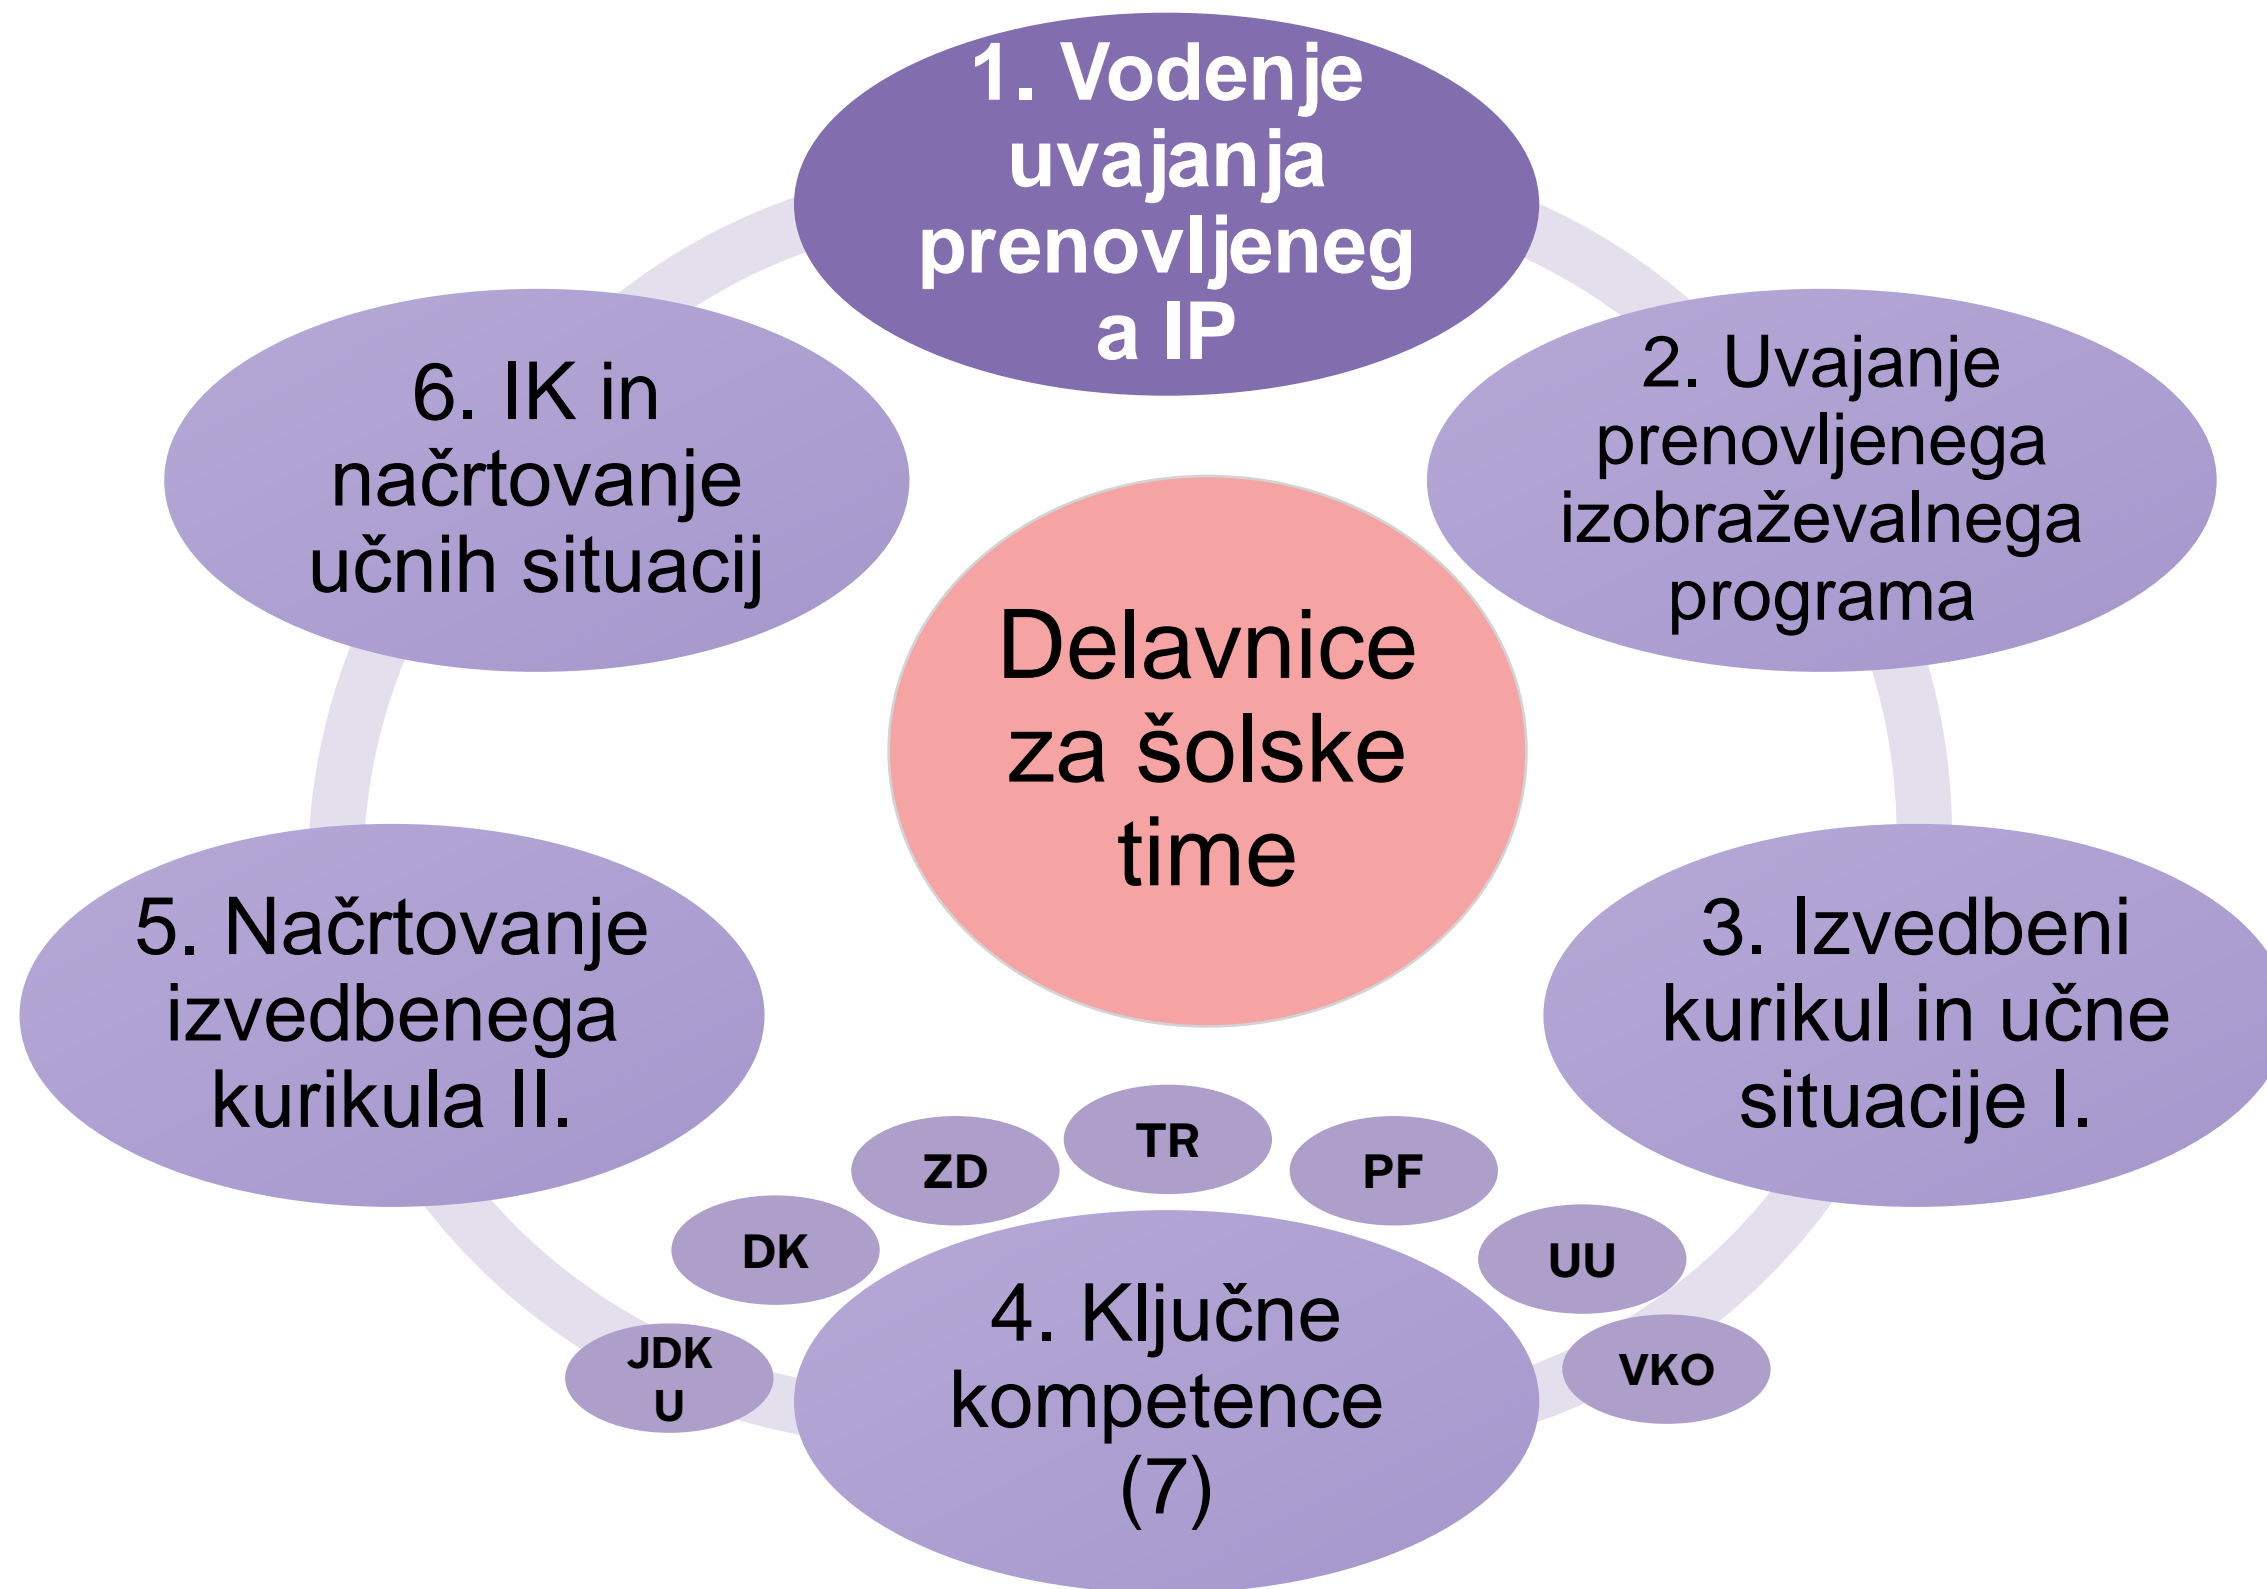 1. Vodenje
uvajanja
prenovljeneg
a IP
2. Uvajanje
prenovljenega
izobraževalnega
programa
3. Izvedbeni
kurikul in učne
situacije I.
4. Ključne
kompetence
(7)
5. Načrtovanje
izvedbenega
kurikula II.
6. IK in
načrtovanje
učnih situacij
Delavnice
za šolske
time
JDK
U
DK
ZD
TR
PF
UU
VKO